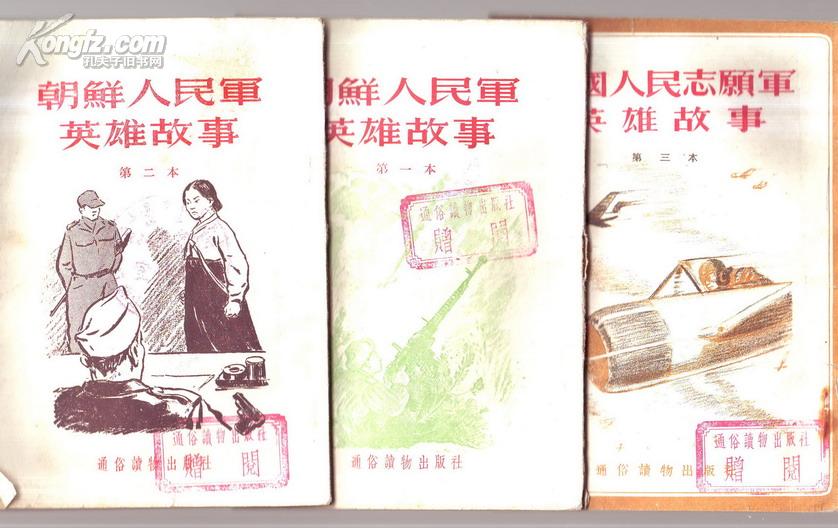 Kongfz.com
孔夫子旧书网
朝鮮人民軍
英雄故事
第二本
通俗讀物出版社
贈閱
通俗讀物出版社
鮮人民軍
英雄故事
第一本
通俗讀物出版社
贈閱
通俗讀物出版社
國人民志願軍
英雄故事
第三本
通俗讀物出版社
贈閱
通俗讀物出版社